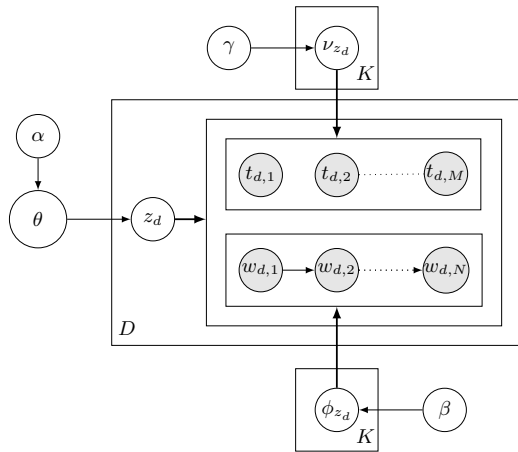 γ
ν_{z_d}
K
α
t_{d,1} t_{d,2} t_{d,M}
θ
z_d
w_{d,1} w_{d,2} w_{d,N}
D
ϕ_{z_d}
β
K